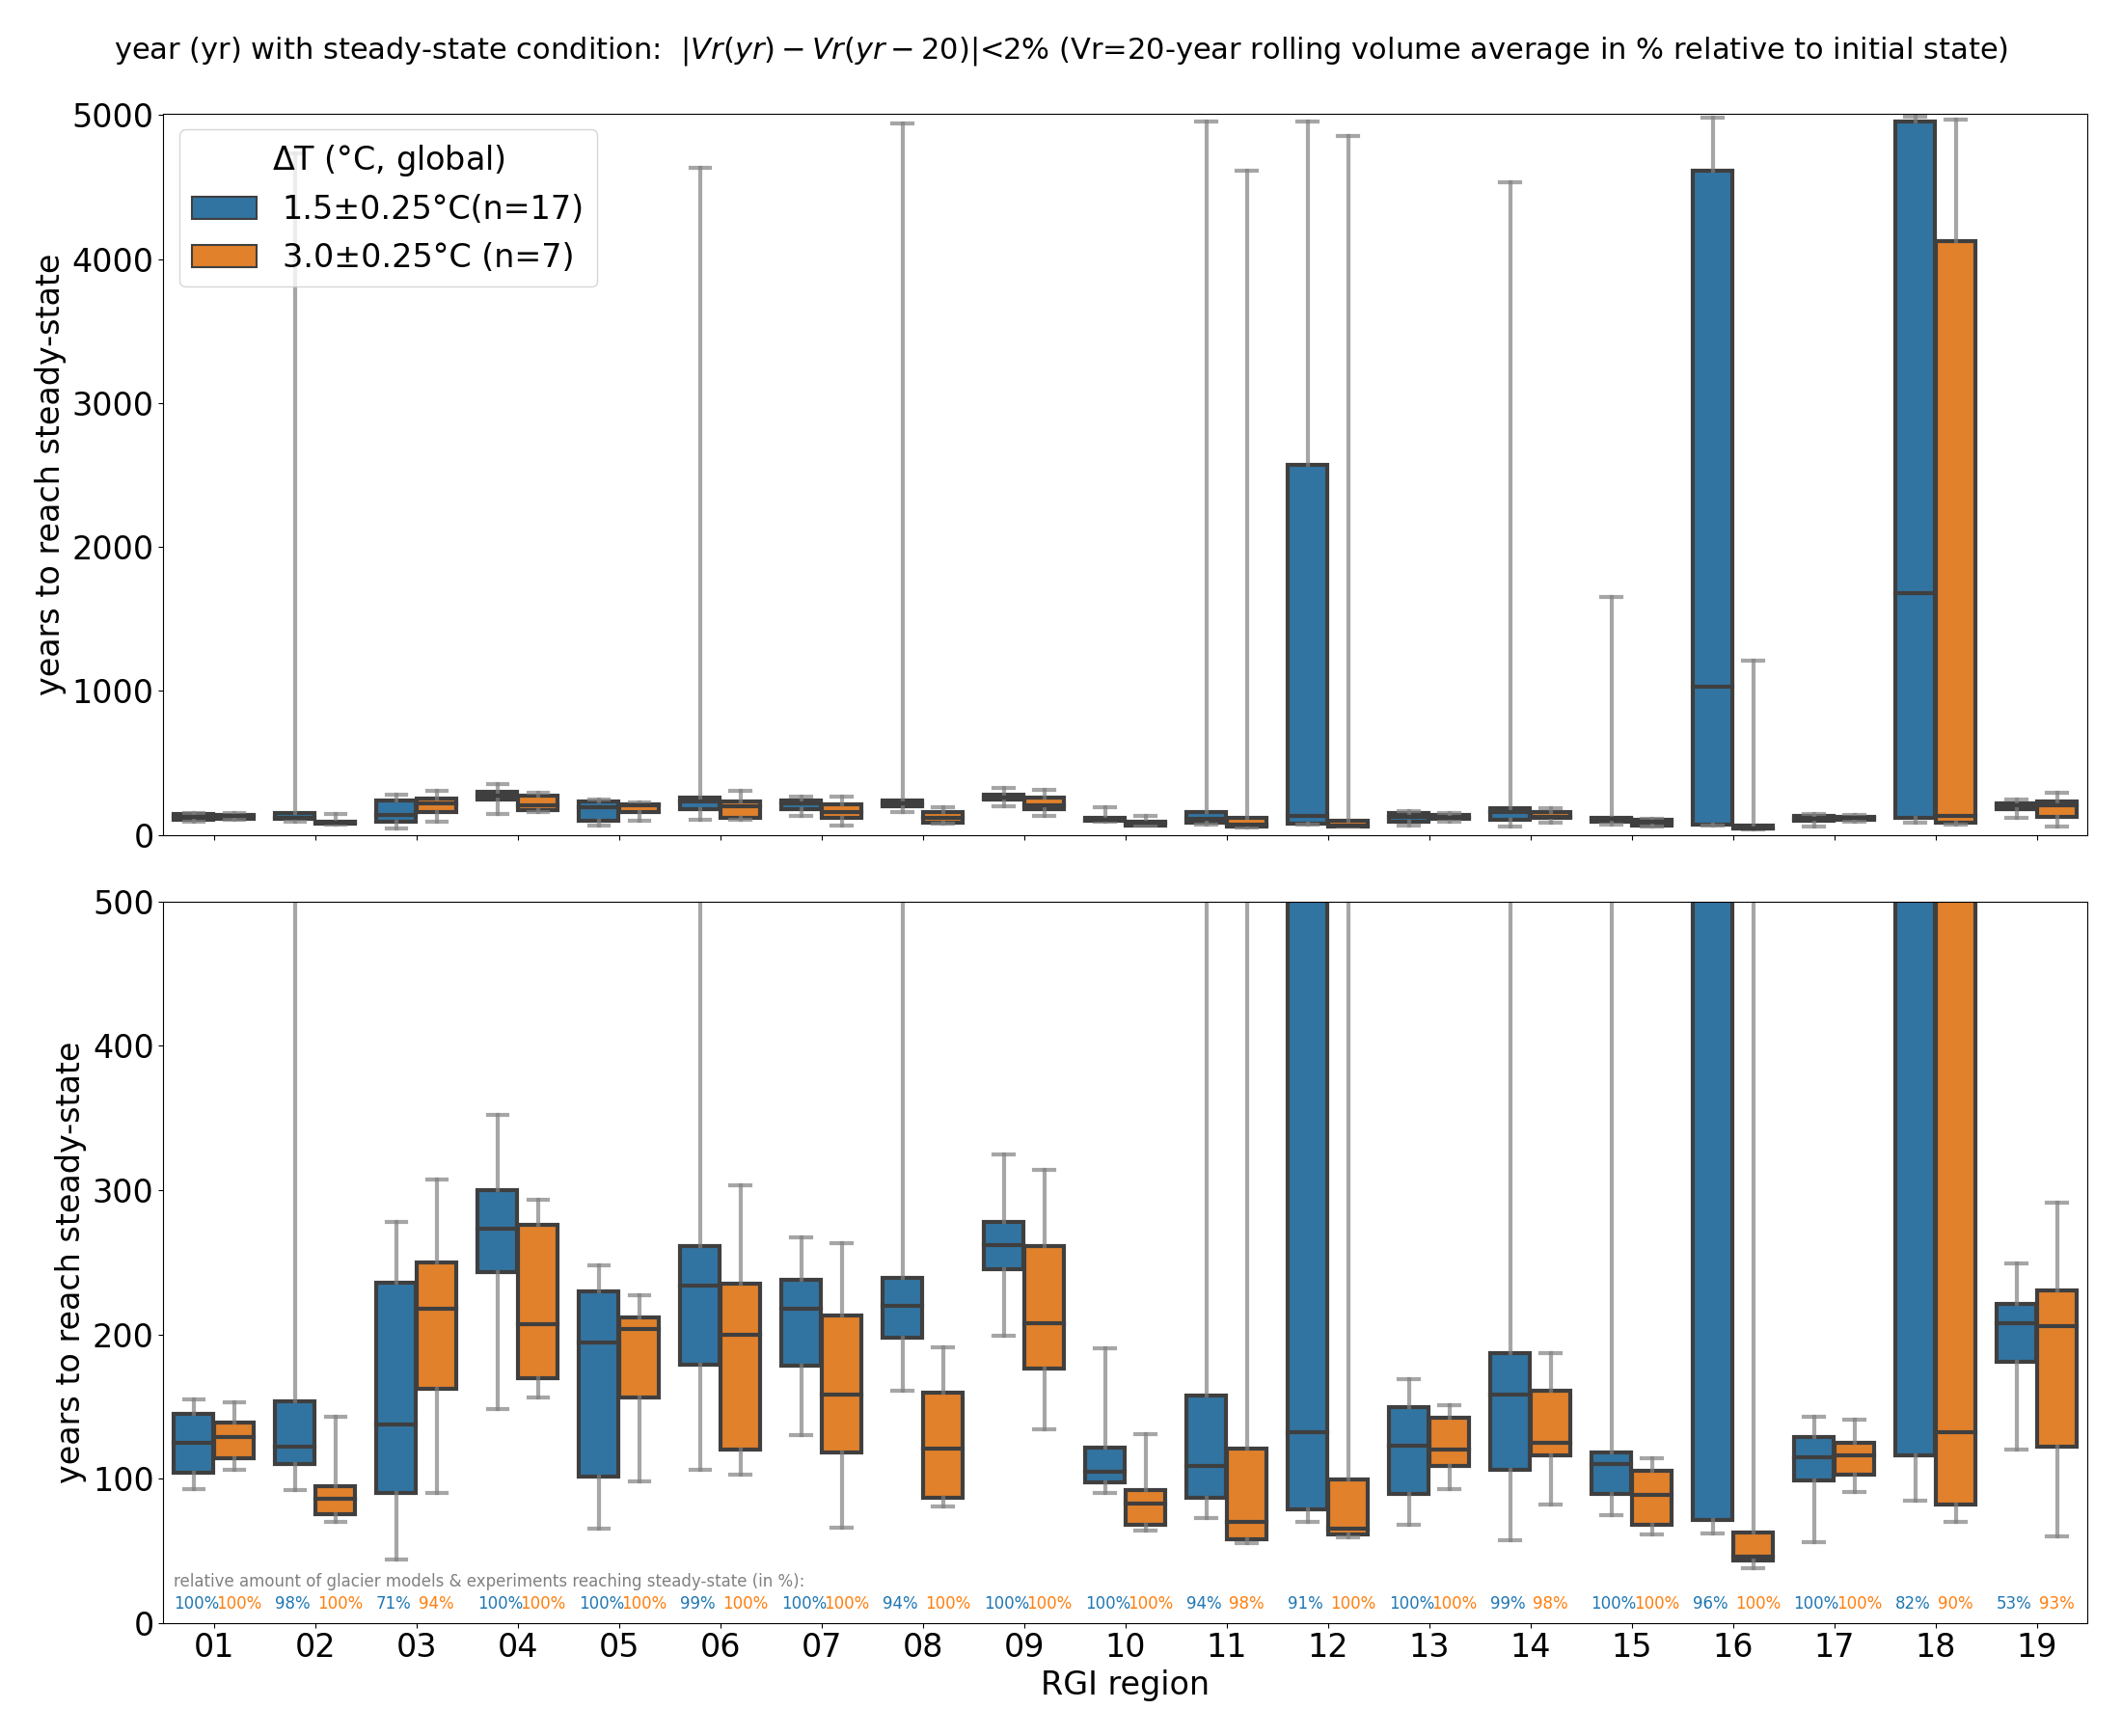 year (yr) with steady-state condition: |Vr(yr) − Vr(yr − 20)|<2% (Vr=20-year rolling volume average in % relative to initial state)
5000
4000
3000
2000
1000
0
years to reach steady-state
ΔT (°C, global)
1.5±0.25°C(n=17)
3.0±0.25°C (n=7)
500
400
300
200
100
0
years to reach steady-state
relative amount of glacier models & experiments reaching steady-state (in %):
100% 100% 98% 100% 71% 94% 100% 100% 100% 100% 99% 100% 100% 100% 94% 100% 100% 100% 100% 100% 94% 98% 91% 100% 100% 100% 99% 98% 100% 100% 96% 100% 100% 100% 82% 90% 53% 93%
01 02 03 04 05 06 07 08 09 10 11 12 13 14 15 16 17 18 19
RGI region